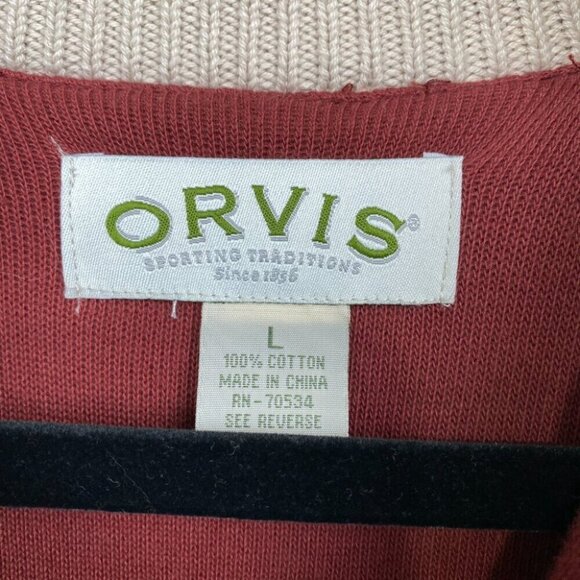 ORVIS®
SPORTING TRADITIONS
Since 1856
L
100% COTTON
MADE IN CHINA
RN-70534
SEE REVERSE